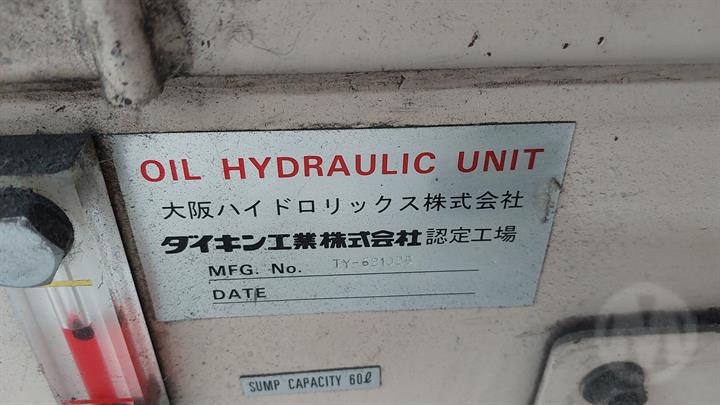 OIL HYDRAULIC UNIT
大阪ハイドロリックス株式会社
ダイキン工業株式会社 認定工場
MFG. No.
DATE
SUMP CAPACITY 60ℓ